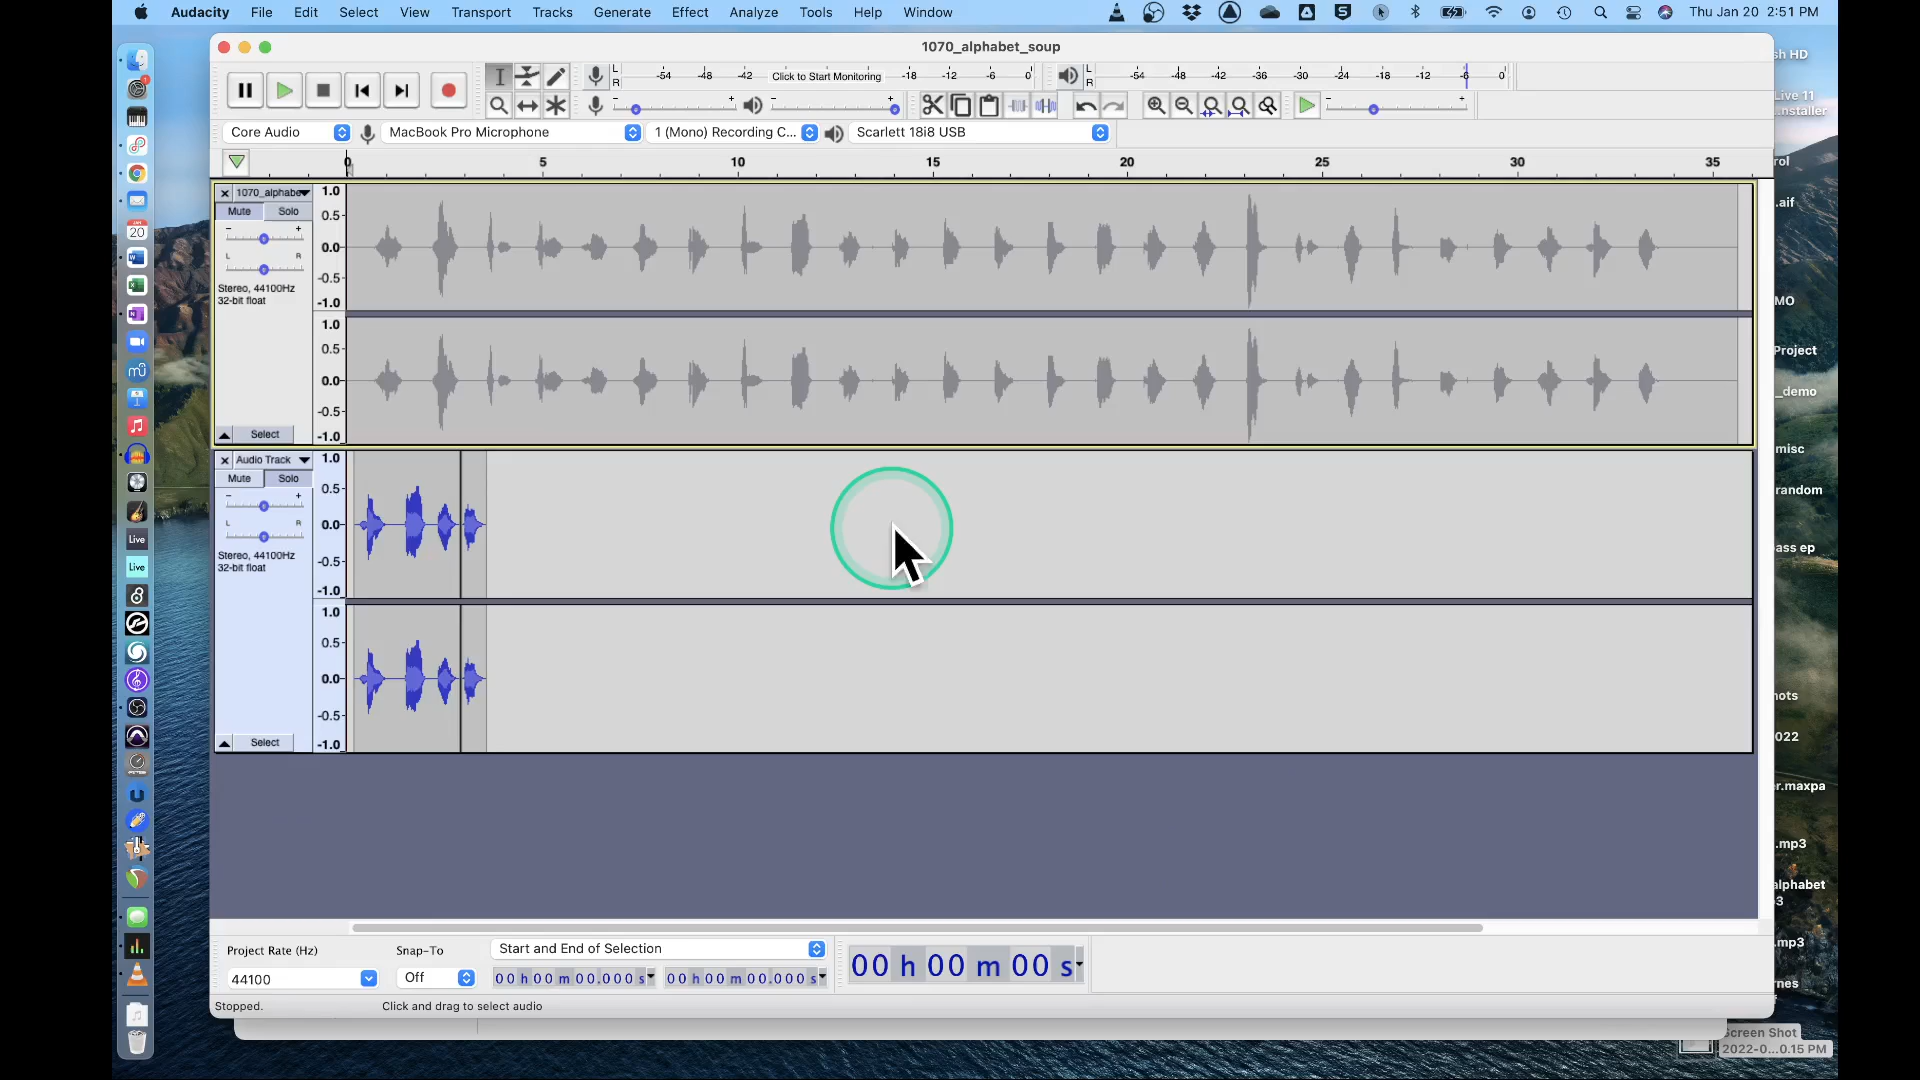 Audacity File Edit Select View Transport Tracks Generate Effect Analyze Tools Help Window Thu Jan 20 2:51 PM
1070_alphabet_soup
L R -54 -48 -42 Click to Start Monitoring -18 -12 -6 0 L R -54 -48 -42 -36 -30 -24 -18 -12 -6 0
- + - + - +
Core Audio MacBook Pro Microphone 1 (Mono) Recording C... Scarlett 18i8 USB
0 5 10 15 20 25 30 35
1070_alphabe
Mute Solo
- +
L R
Stereo, 44100Hz
32-bit float
Select
1.0
0.5
0.0
-0.5
-1.0
1.0
0.5
0.0
-0.5
-1.0
Audio Track
Mute Solo
- +
L R
Stereo, 44100Hz
32-bit float
Select
1.0
0.5
0.0
-0.5
-1.0
1.0
0.5
0.0
-0.5
-1.0
Project Rate (Hz) Snap-To Start and End of Selection
44100 Off 00 h 00 m 00.000 s 00 h 00 m 00.000 s 00 h 00 m 00 s
Stopped. Click and drag to select audio
JAN
20
1
Live
Live
sh HD
Live 11
nstaller
rol
.aif
MO
Project
_demo
misc
random
ass ep
nots
022
r.maxpa
.mp3
alphabet
3
.mp3
rnes
Screen Shot
2022-0...0.15 PM